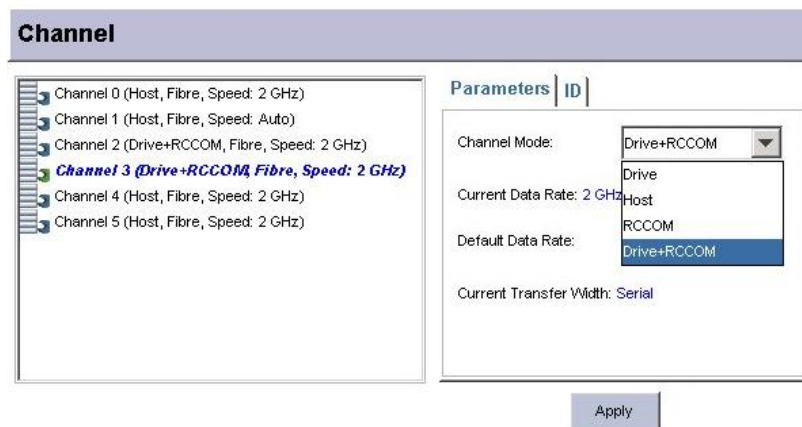 Channel
Channel 0 (Host, Fibre, Speed: 2 GHz)
Channel 1 (Host, Fibre, Speed: Auto)
Channel 2 (Drive+RCCOM, Fibre, Speed: 2 GHz)
Channel 3 (Drive+RCCOM, Fibre, Speed: 2 GHz)
Channel 4 (Host, Fibre, Speed: 2 GHz)
Channel 5 (Host, Fibre, Speed: 2 GHz)
Parameters ID
Channel Mode: Drive+RCCOM
Drive
Host
RCCOM
Drive+RCCOM
Current Data Rate: 2 GHz
Default Data Rate:
Current Transfer Width: Serial
Apply